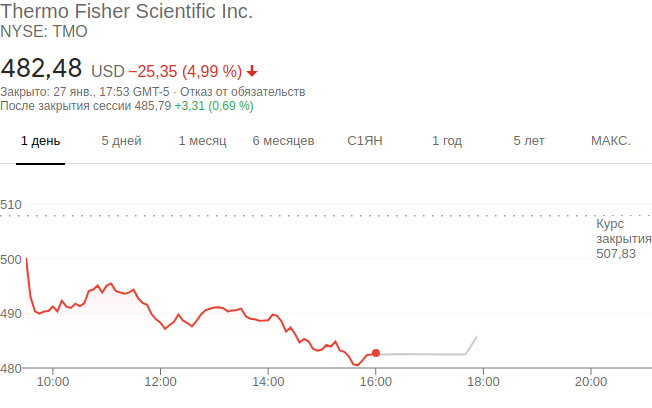 Thermo Fisher Scientific Inc.
NYSE: TMO
482,48 USD −25,35 (4,99 %)
Закрыто: 27 янв., 17:53 GMT-5 · Отказ от обязательств
После закрытия сессии 485,79 +3,31 (0,69 %)
1 день 5 дней 1 месяц 6 месяцев С1ЯН 1 год 5 лет МАКС.
510
Курс
закрытия
507,83
500
490
480
10:00 12:00 14:00 16:00 18:00 20:00